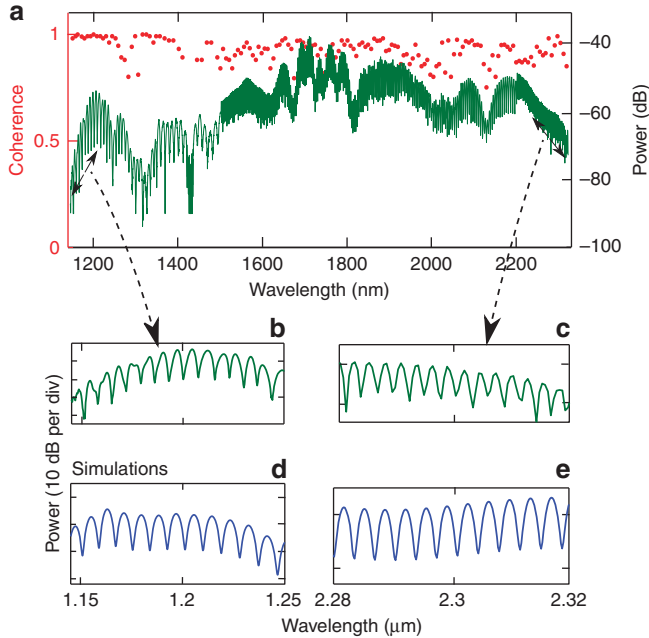 a
1
0.5
0
Coherence
−40
−60
−80
−100
Power (dB)
1200
1400
1600
1800
2000
2200
Wavelength (nm)
b
c
Power (10 dB per div)
Simulations
d
e
1.15
1.2
1.25
2.28
2.3
2.32
Wavelength (μm)